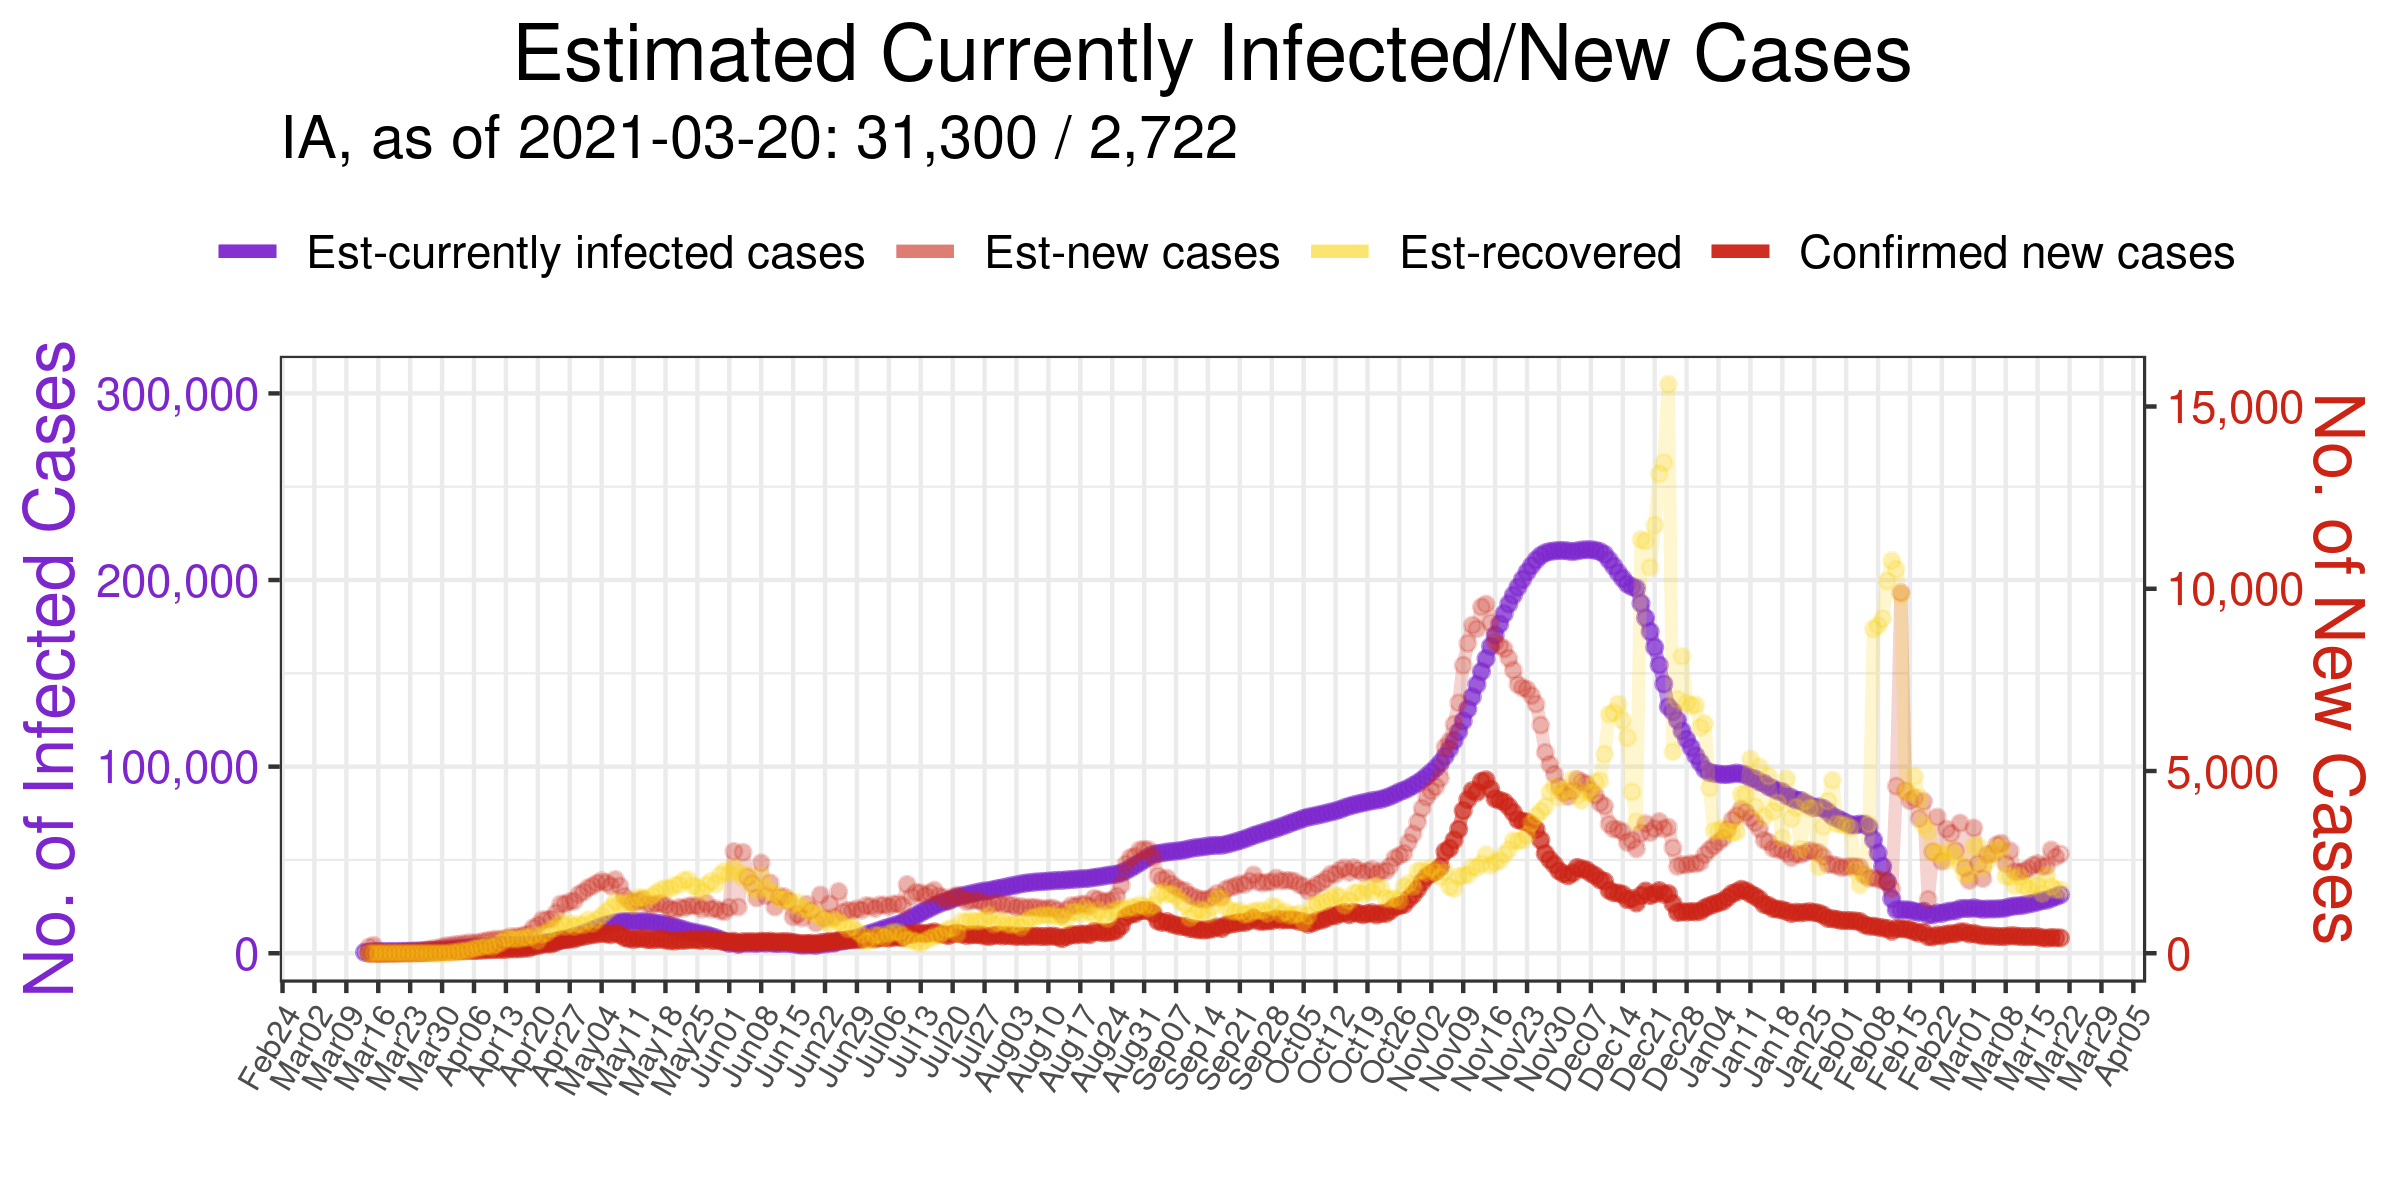 Estimated Currently Infected/New Cases
IA, as of 2021-03-20: 31,300 / 2,722
Est-currently infected cases Est-new cases Est-recovered Confirmed new cases
No. of Infected Cases
300,000
200,000
100,000
0
15,000
10,000
5,000
0
No. of New Cases
Feb24
Mar02
Mar09
Mar16
Mar23
Mar30
Apr06
Apr13
Apr20
Apr27
May04
May11
May18
May25
Jun01
Jun08
Jun15
Jun22
Jun29
Jul06
Jul13
Jul20
Jul27
Aug03
Aug10
Aug17
Aug24
Aug31
Sep07
Sep14
Sep21
Sep28
Oct05
Oct12
Oct19
Oct26
Nov02
Nov09
Nov16
Nov23
Nov30
Dec07
Dec14
Dec21
Dec28
Jan04
Jan11
Jan18
Jan25
Feb01
Feb08
Feb15
Feb22
Mar01
Mar08
Mar15
Mar22
Mar29
Apr05